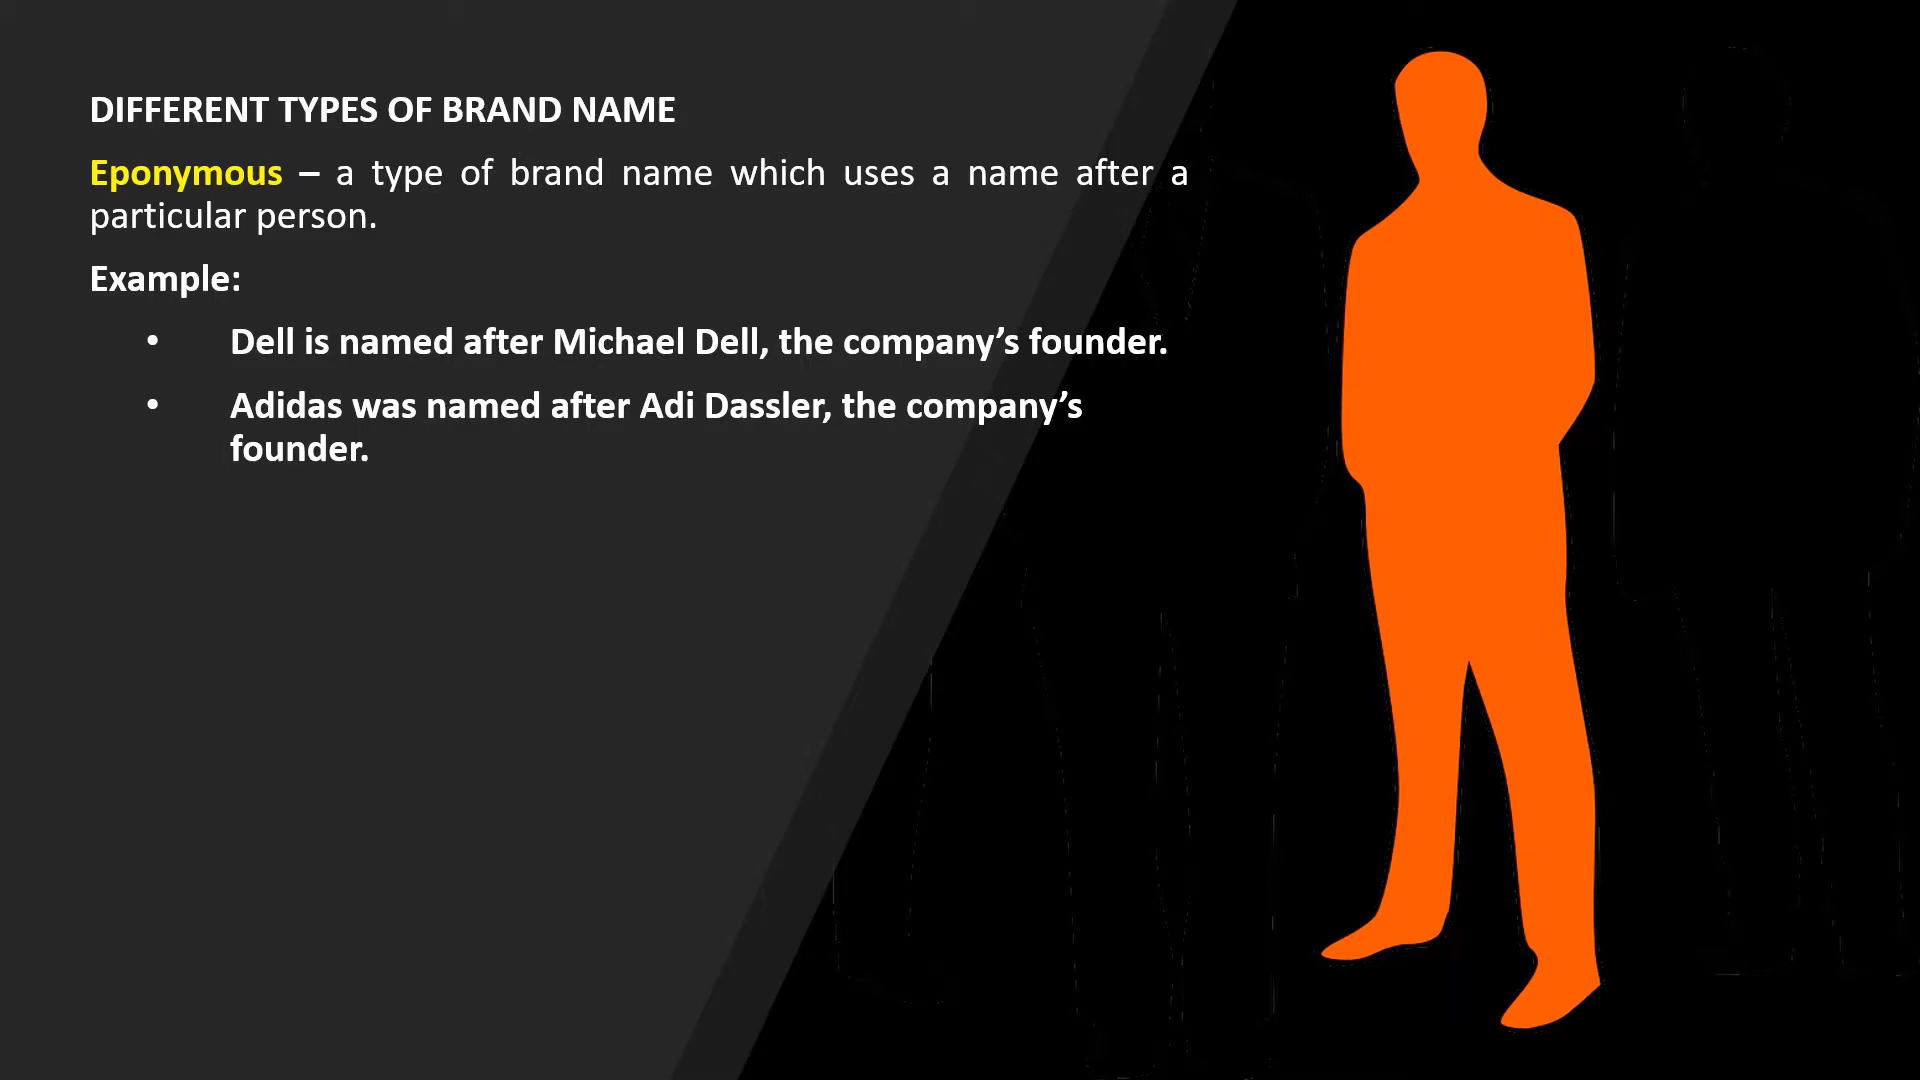 DIFFERENT TYPES OF BRAND NAME
Eponymous – a type of brand name which uses a name after a
particular person.
Example:
• Dell is named after Michael Dell, the company’s founder.
• Adidas was named after Adi Dassler, the company’s
founder.